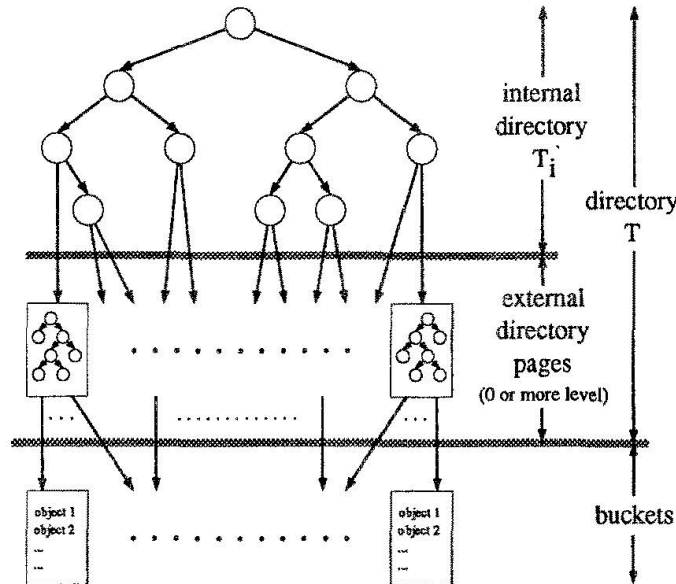 internal
directory
Ti
directory
T
external
directory
pages
(0 or more level)
buckets
object 1
object 2
...
...
object 1
object 2
...
...